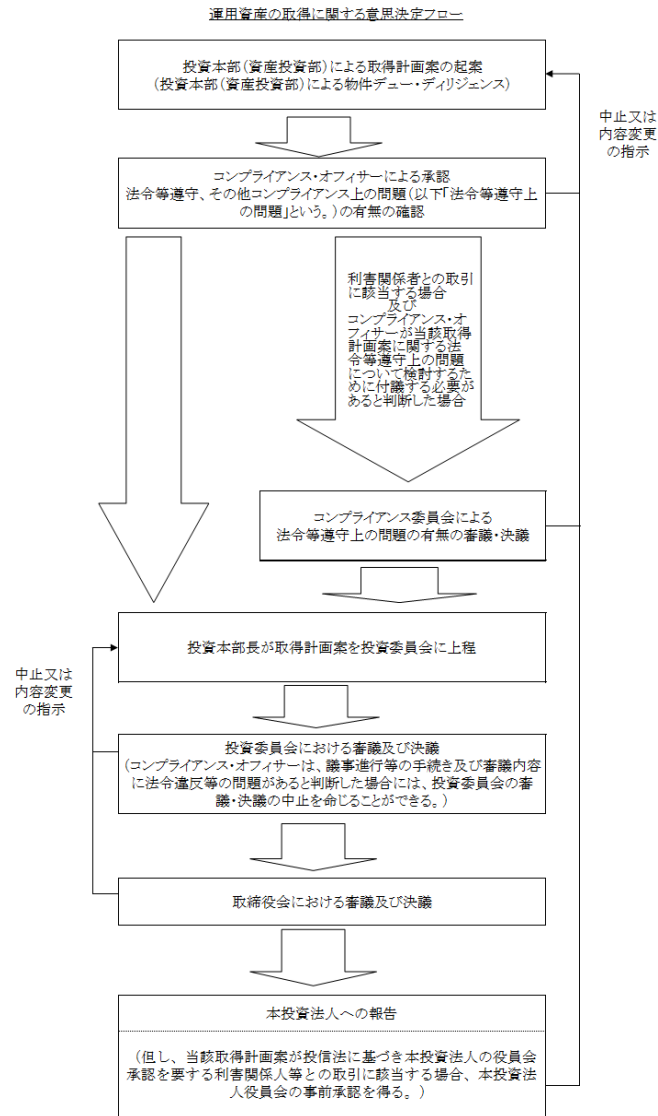 運用資産の取得に関する意思決定フロー
投資本部（資産投資部）による取得計画案の起案
（投資本部（資産投資部）による物件デュー・ディリジェンス）
中止又は
内容変更
の指示
コンプライアンス・オフィサーによる承認
法令等遵守、その他コンプライアンス上の問題（以下「法令等遵守上
の問題」という。）の有無の確認
利害関係者との取引
に該当する場合
及び
コンプライアンス・オ
フィサーが当該取得
計画案に関する法
令等遵守上の問題
について検討するた
めに付議する必要が
あると判断した場合
コンプライアンス委員会による
法令等遵守上の問題の有無の審議・決議
投資本部長が取得計画案を投資委員会に上程
中止又は
内容変更
の指示
投資委員会における審議及び決議
（コンプライアンス・オフィサーは、議事進行等の手続き及び審議内容
に法令違反等の問題があると判断した場合には、投資委員会の審
議・決議の中止を命じることができる。）
取締役会における審議及び決議
本投資法人への報告
（但し、当該取得計画案が投信法に基づき本投資法人の役員会
承認を要する利害関係人等との取引に該当する場合、本投資法
人役員会の事前承認を得る。）